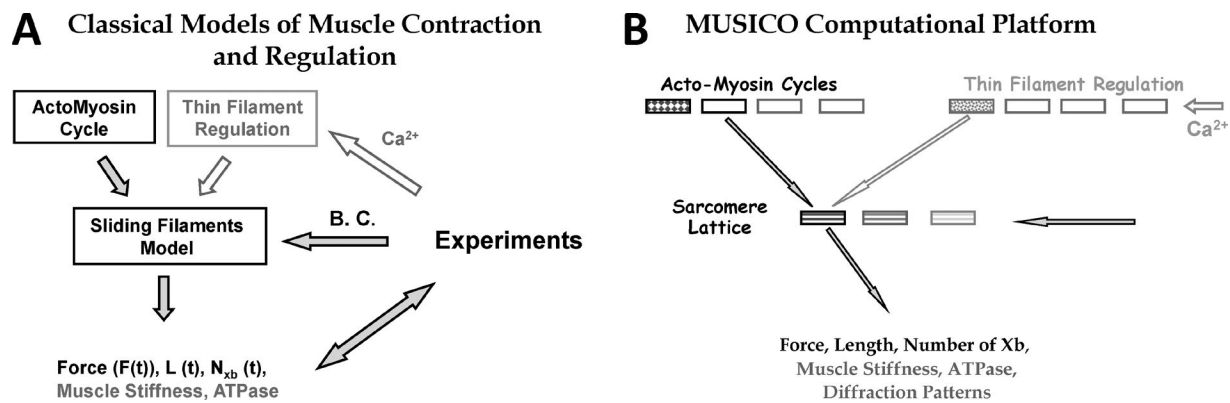 A
Classical Models of Muscle Contraction
and Regulation
ActoMyosin
Cycle
Thin Filament
Regulation
Ca²⁺
Sliding Filaments
Model
B. C.
Experiments
Force (F(t)), L (t), Nxb (t),
Muscle Stiffness, ATPase
B
MUSICO Computational Platform
Acto-Myosin Cycles
Thin Filament Regulation
Ca²⁺
Sarcomere
Lattice
Force, Length, Number of Xb,
Muscle Stiffness, ATPase,
Diffraction Patterns